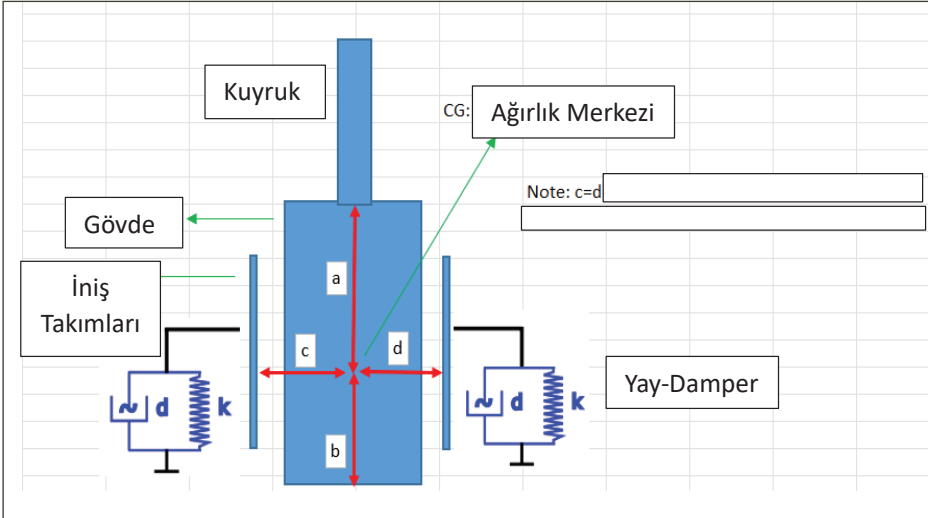 Kuyruk
CG:
Ağırlık Merkezi
Note: c=d
Gövde
a
İniş
Takımları
c
d
Yay-Damper
d
k
d
k
b